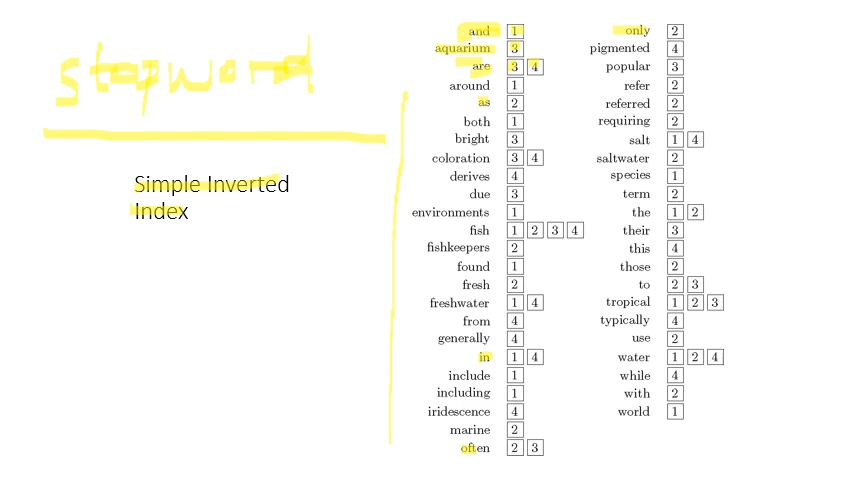 stopword
Simple Inverted
Index
and 1
aquarium 3
are 3 4
around 1
as 2
both 1
bright 3
coloration 3 4
derives 4
due 3
environments 1
fish 1 2 3 4
fishkeepers 2
found 1
fresh 2
freshwater 1 4
from 4
generally 4
in 1 4
include 1
including 1
iridescence 4
marine 2
often 2 3
only 2
pigmented 4
popular 3
refer 2
referred 2
requiring 2
salt 1 4
saltwater 2
species 1
term 2
the 1 2
their 3
this 4
those 2
to 2 3
tropical 1 2 3
typically 4
use 2
water 1 2 4
while 4
with 2
world 1